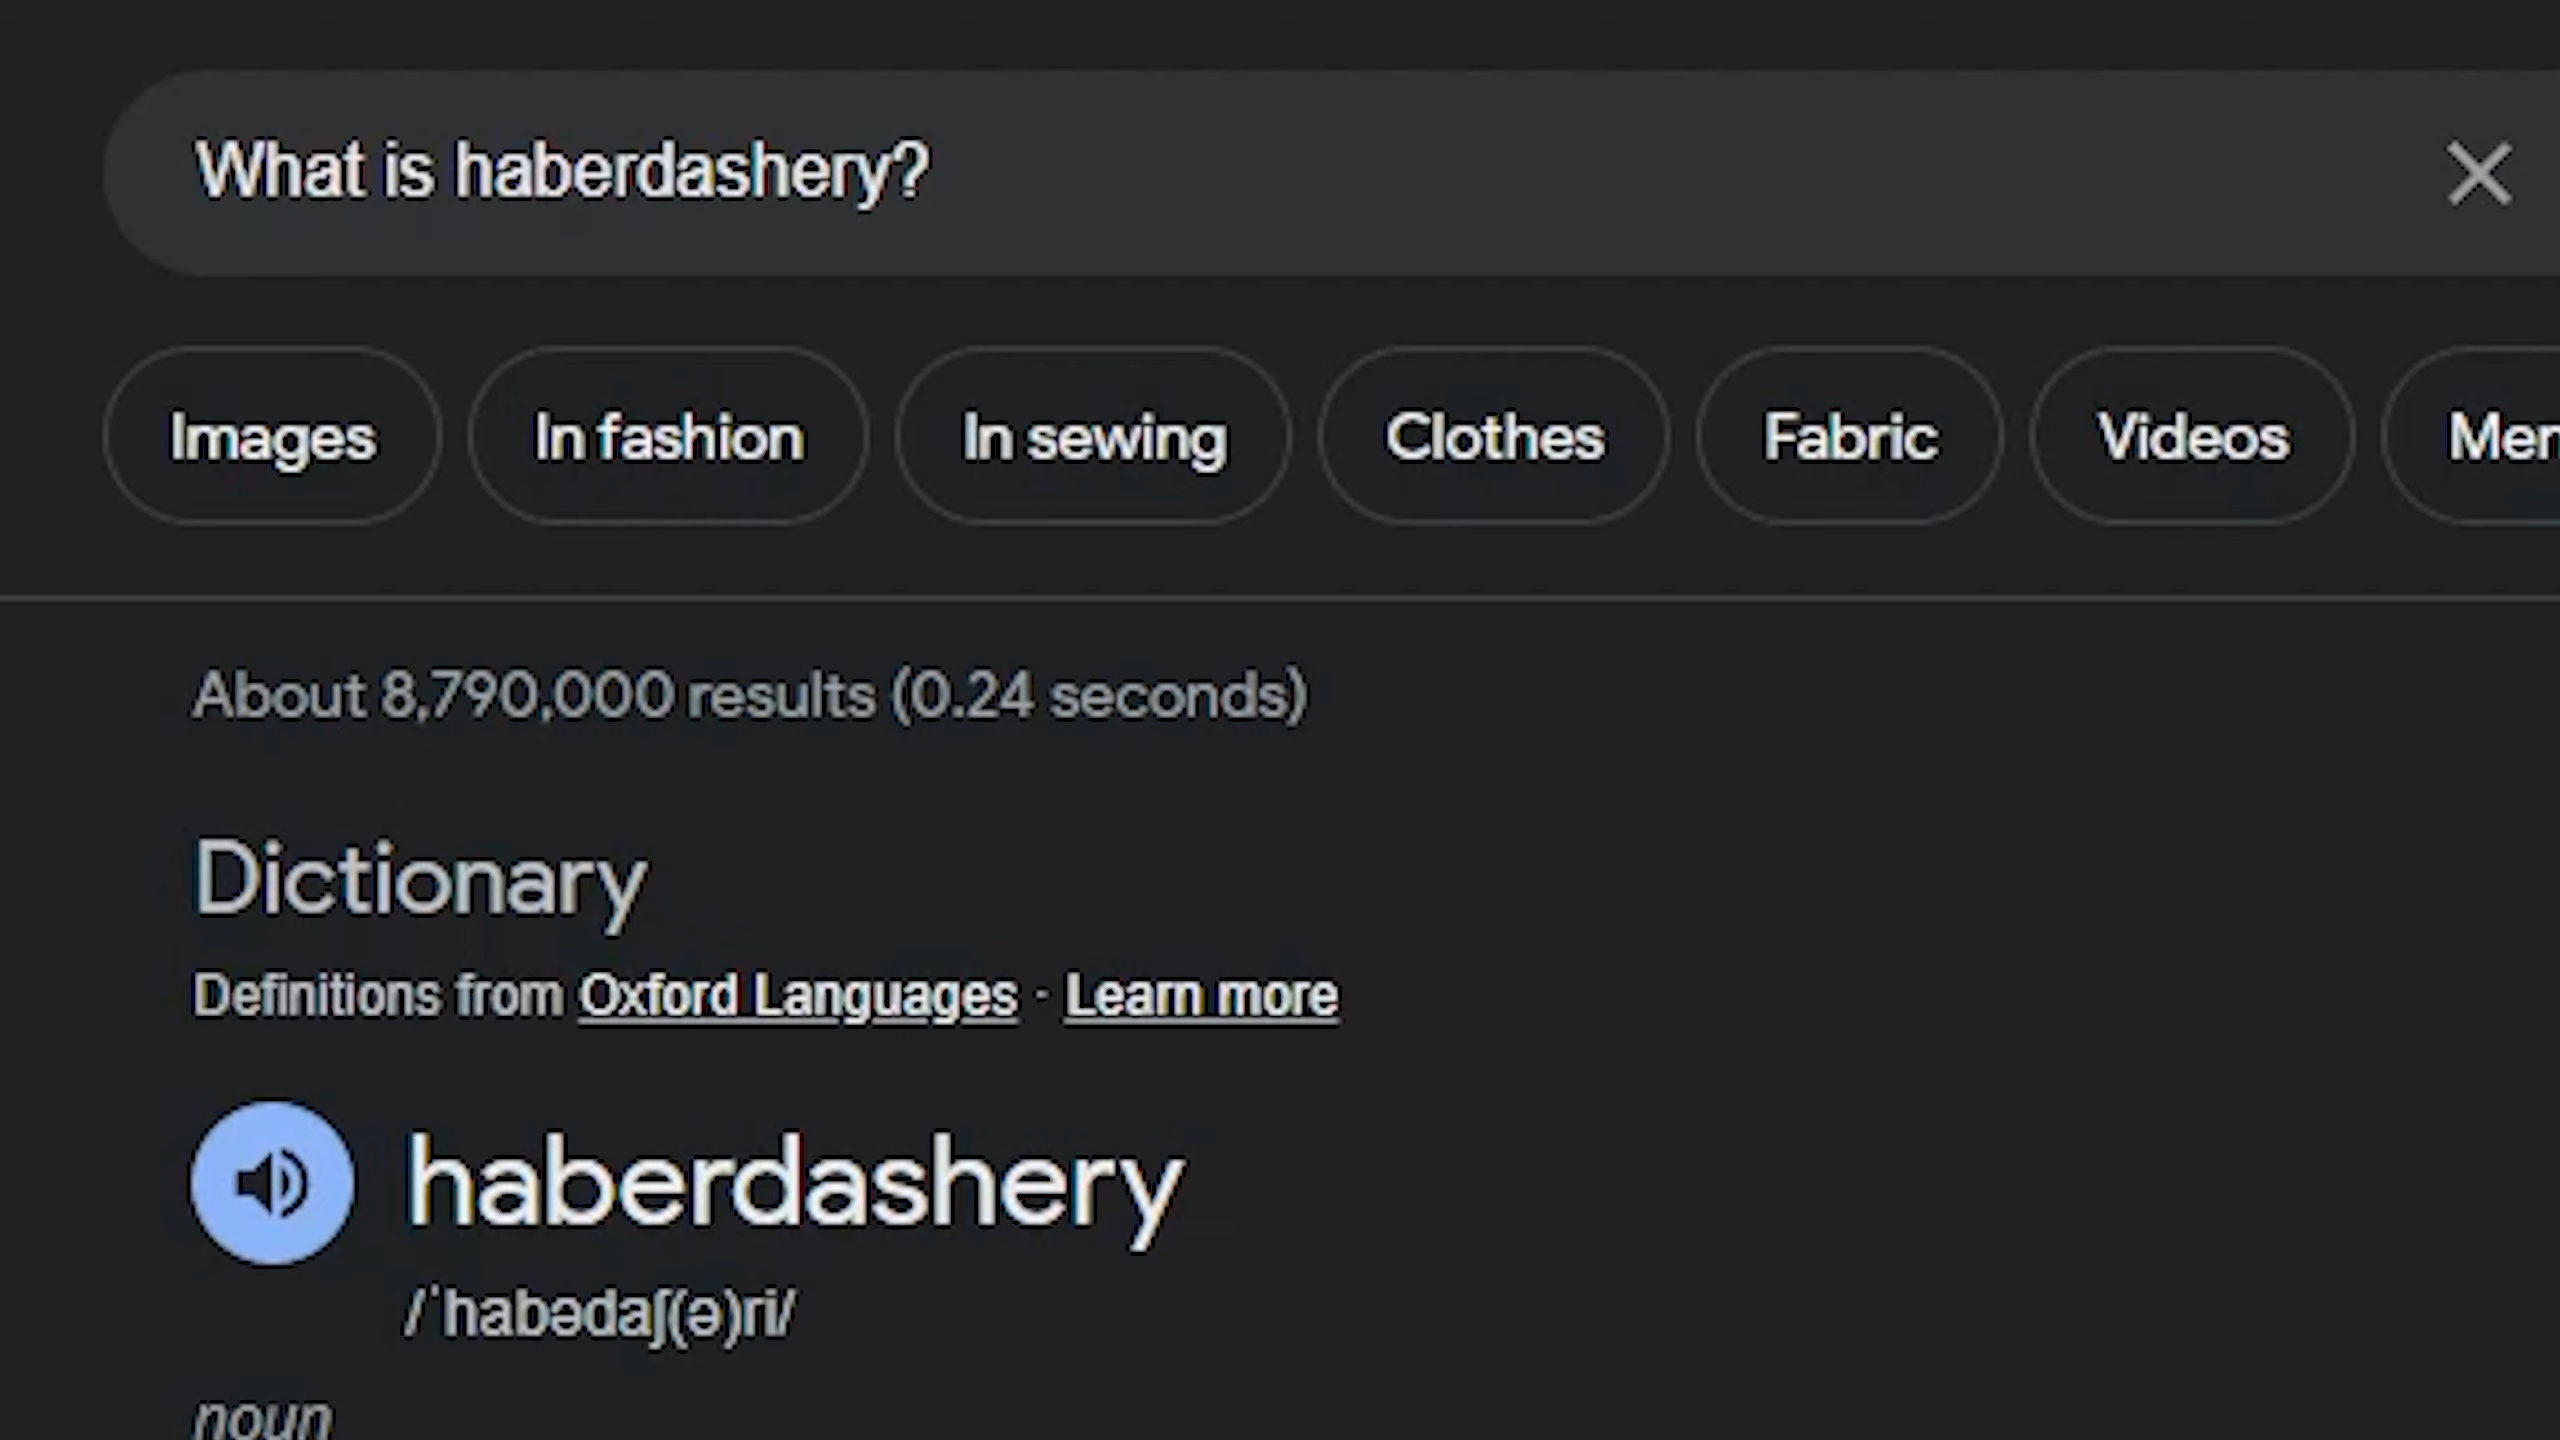 What is haberdashery?
Images In fashion In sewing Clothes Fabric Videos Men
About 8,790,000 results (0.24 seconds)
Dictionary
Definitions from Oxford Languages · Learn more
haberdashery
/ˈhabədaʃ(ə)ri/
noun